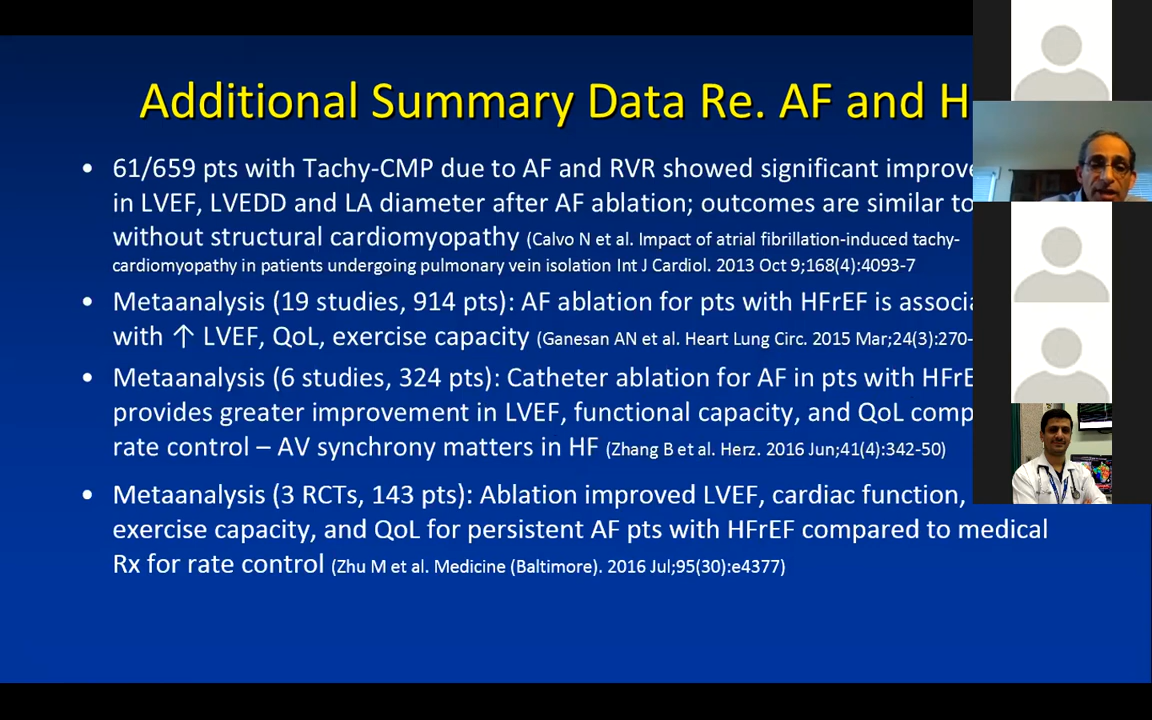 Additional Summary Data Re. AF and H
• 61/659 pts with Tachy-CMP due to AF and RVR showed significant
in LVEF, LVEDD and LA diameter after AF ablation; outcomes are similar to
without structural cardiomyopathy (Calvo N et al. Impact of atrial fibrillation-induced tachy-
cardiomyopathy in patients undergoing pulmonary vein isolation Int J Cardiol. 2013 Oct 9;168(4):4093-7
• Metaanalysis (19 studies, 914 pts): AF ablation for pts with HFrEF is
with ↑ LVEF, QoL, exercise capacity (Ganesan AN et al. Heart Lung Circ. 2015 Mar;24(3):270-
• Metaanalysis (6 studies, 324 pts): Catheter ablation for AF in pts with
provides greater improvement in LVEF, functional capacity, and QoL
rate control – AV synchrony matters in HF (Zhang B et al. Herz. 2016 Jun;41(4):342-50)
• Metaanalysis (3 RCTs, 143 pts): Ablation improved LVEF, cardiac function,
exercise capacity, and QoL for persistent AF pts with HFrEF compared to medical
Rx for rate control (Zhu M et al. Medicine (Baltimore). 2016 Jul;95(30):e4377)